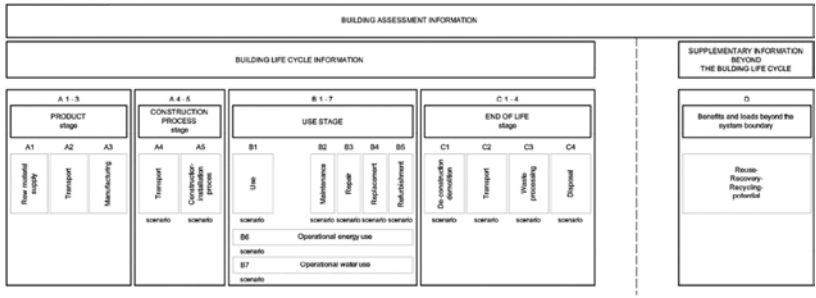 BUILDING ASSESSMENT INFORMATION
BUILDING LIFE CYCLE INFORMATION
SUPPLEMENTARY INFORMATION
BEYOND
THE BUILDING LIFE CYCLE
A 1 - 3
PRODUCT
stage
A1
A2
A3
Raw material
supply
Transport
Manufacturing
A 4 - 5
CONSTRUCTION
PROCESS
stage
A4
A5
Transport
Construction-
installation
process
scenario
scenario
B 1 - 7
USE STAGE
B1
B2
B3
B4
B5
Use
Maintenance
Repair
Replacement
Refurbishment
scenario
scenario
scenario
scenario
scenario
B6
Operational energy use
scenario
B7
Operational water use
scenario
C 1 - 4
END OF LIFE
stage
C1
C2
C3
C4
De-construction
demolition
Transport
Waste
processing
Disposal
scenario
scenario
scenario
scenario
D
Benefits and loads beyond the
system boundary
Reuse-
Recovery-
Recycling-
potential